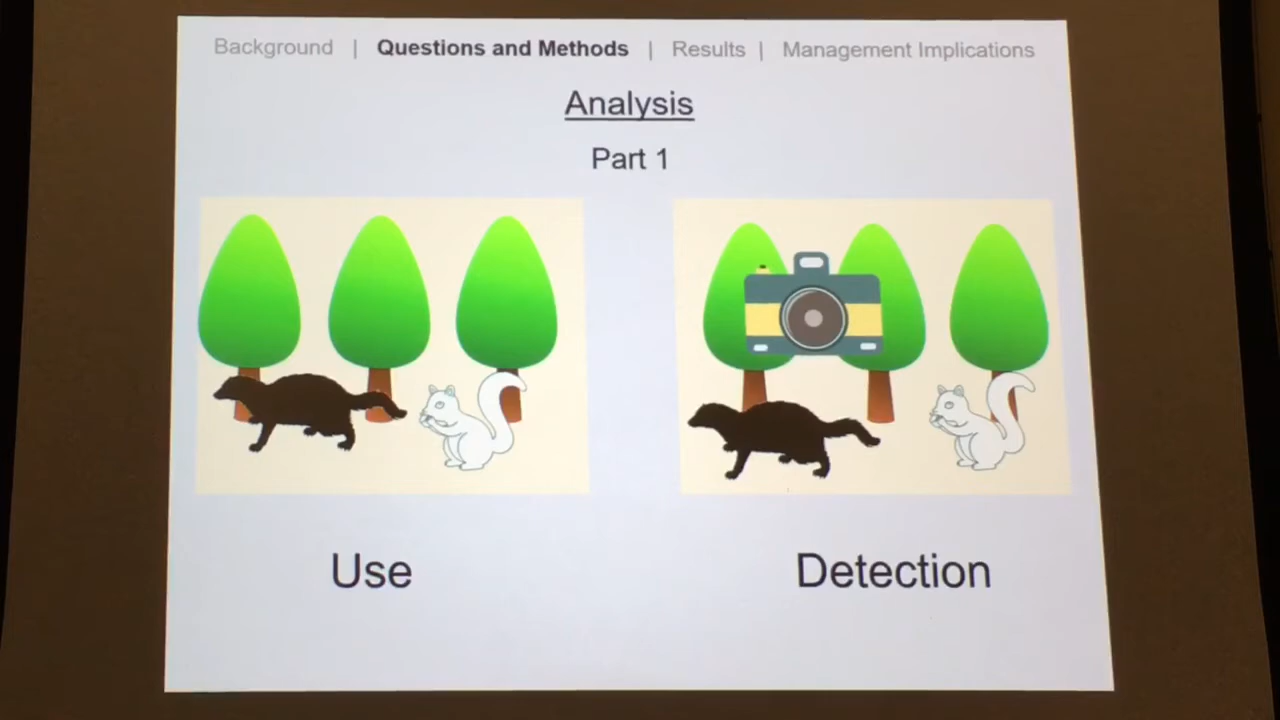 Background | Questions and Methods | Results | Management Implications
Analysis
Part 1
Use
Detection